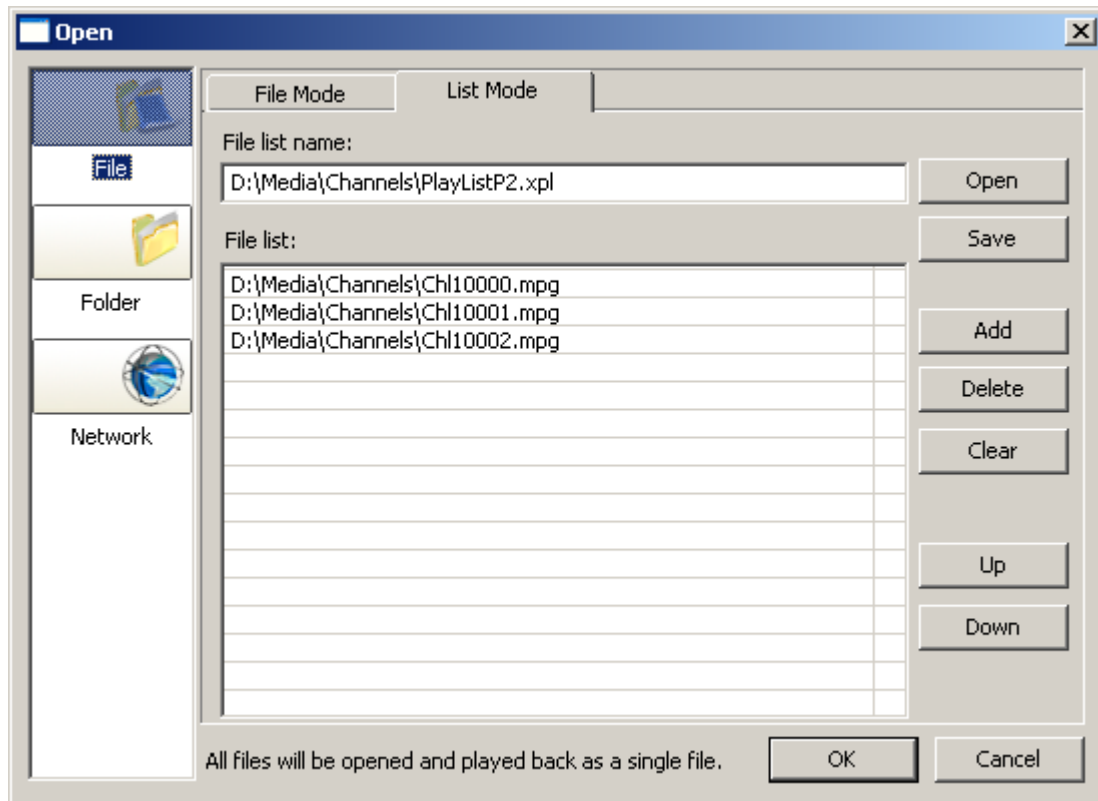 Open
File
Folder
Network
File Mode
List Mode
File list name:
D:\Media\Channels\PlayListP2.xpl
Open
Save
File list:
D:\Media\Channels\Chl10000.mpg
D:\Media\Channels\Chl10001.mpg
D:\Media\Channels\Chl10002.mpg
Add
Delete
Clear
Up
Down
All files will be opened and played back as a single file.
OK
Cancel